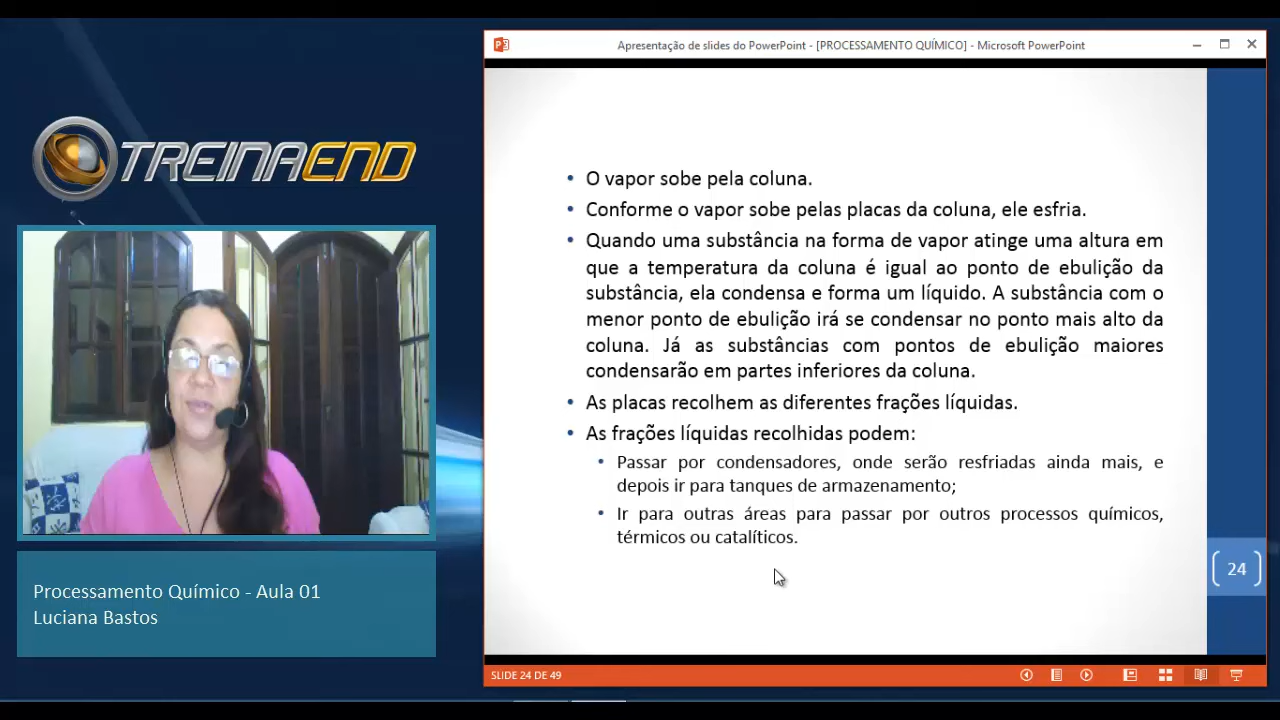 TREINAEND
Processamento Químico - Aula 01
Luciana Bastos
Apresentação de slides do PowerPoint - [PROCESSAMENTO QUÍMICO] - Microsoft PowerPoint
• O vapor sobe pela coluna.
• Conforme o vapor sobe pelas placas da coluna, ele esfria.
• Quando uma substância na forma de vapor atinge uma altura em
que a temperatura da coluna é igual ao ponto de ebulição da
substância, ela condensa e forma um líquido. A substância com o
menor ponto de ebulição irá se condensar no ponto mais alto da
coluna. Já as substâncias com pontos de ebulição maiores
condensarão em partes inferiores da coluna.
• As placas recolhem as diferentes frações líquidas.
• As frações líquidas recolhidas podem:
• Passar por condensadores, onde serão resfriadas ainda mais, e
depois ir para tanques de armazenamento;
• Ir para outras áreas para passar por outros processos químicos,
térmicos ou catalíticos.
24
SLIDE 24 DE 49